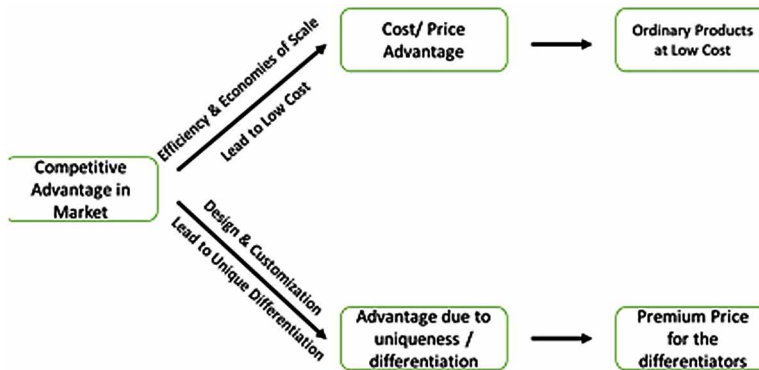 Efficiency & Economies of Scale
Lead to Low Cost
Cost/ Price
Advantage
Ordinary Products
at Low Cost
Competitive
Advantage in
Market
Design & Customization
Lead to Unique Differentiation
Advantage due to
uniqueness /
differentiation
Premium Price
for the
differentiators